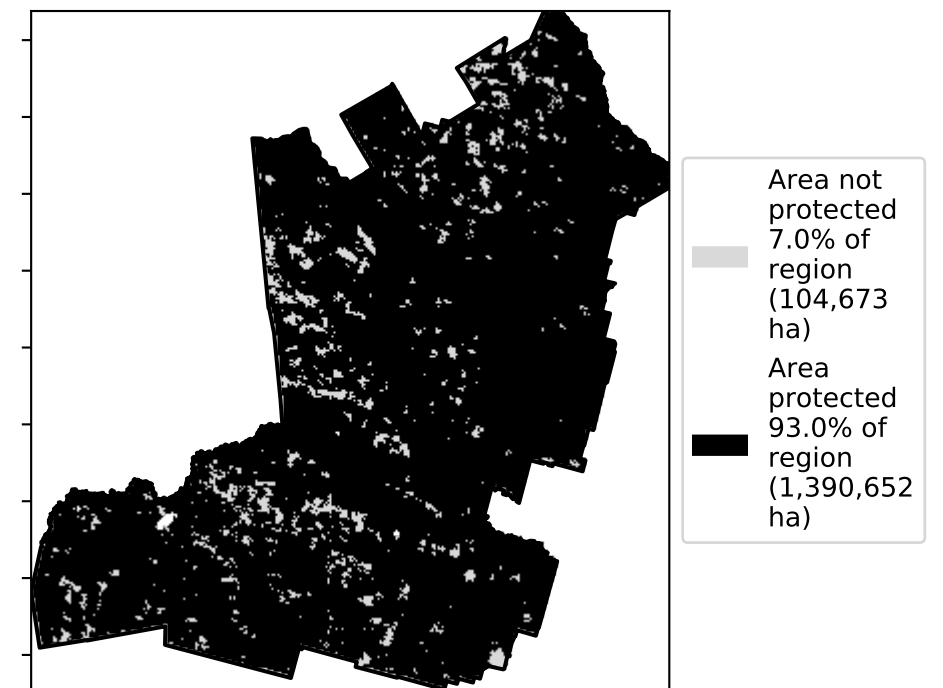 Area not
protected
7.0% of
region
(104,673
ha)
Area
protected
93.0% of
region
(1,390,652
ha)